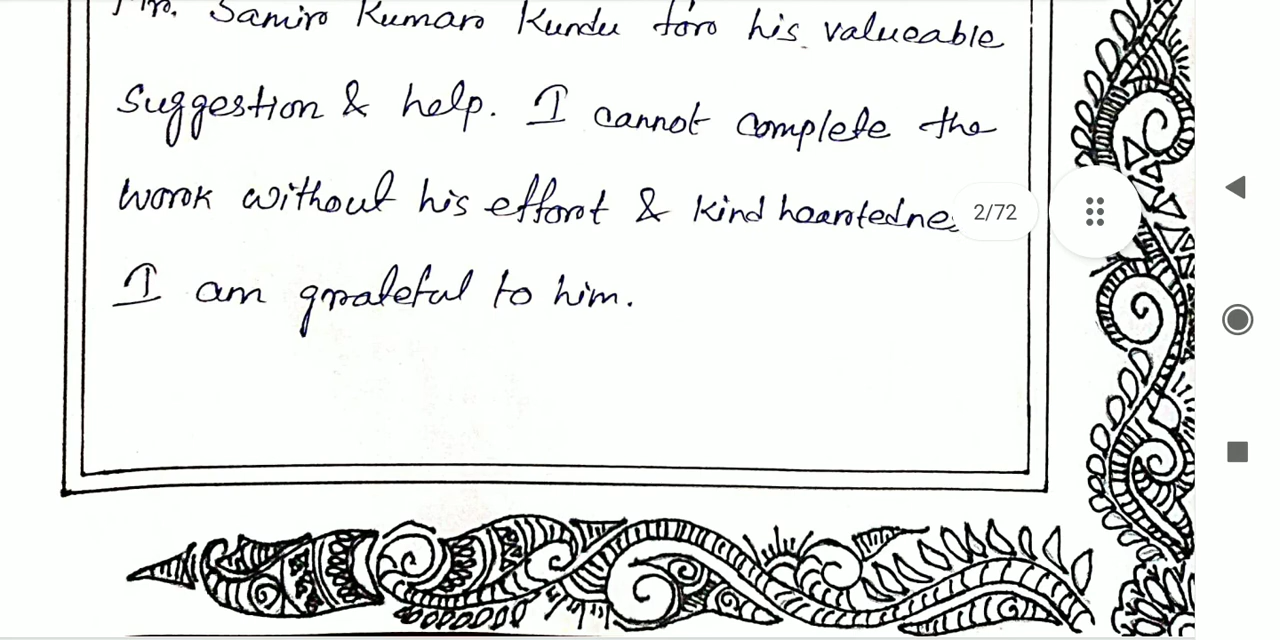 Mr. Samir Kumar Kundu for his valueable
suggestion & help. I cannot complete the
work without his effort & kind heartedne
2/72
I am grateful to him.